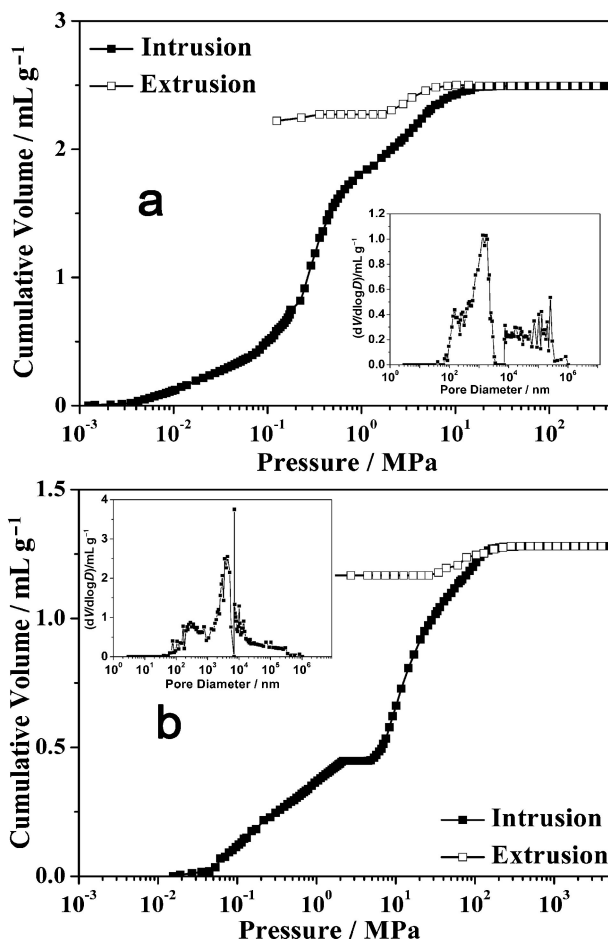 3
2
1
0
Cumulative Volume / mL g⁻¹
Intrusion
Extrusion
a
1.2
1.0
0.8
0.6
0.4
0.2
0.0
(dV/dlogD)/mL g⁻¹
10⁰ 10² 10⁴ 10⁶
Pore Diameter / nm
10⁻³ 10⁻² 10⁻¹ 10⁰ 10¹ 10²
Pressure / MPa
1.5
1.0
0.5
0.0
Cumulative Volume / mL g⁻¹
4
3
2
1
0
(dV/dlogD)/mL g⁻¹
10⁰ 10¹ 10² 10³ 10⁴ 10⁵ 10⁶
Pore Diameter / nm
b
Intrusion
Extrusion
10⁻² 10⁻¹ 10⁰ 10¹ 10² 10³
Pressure / MPa